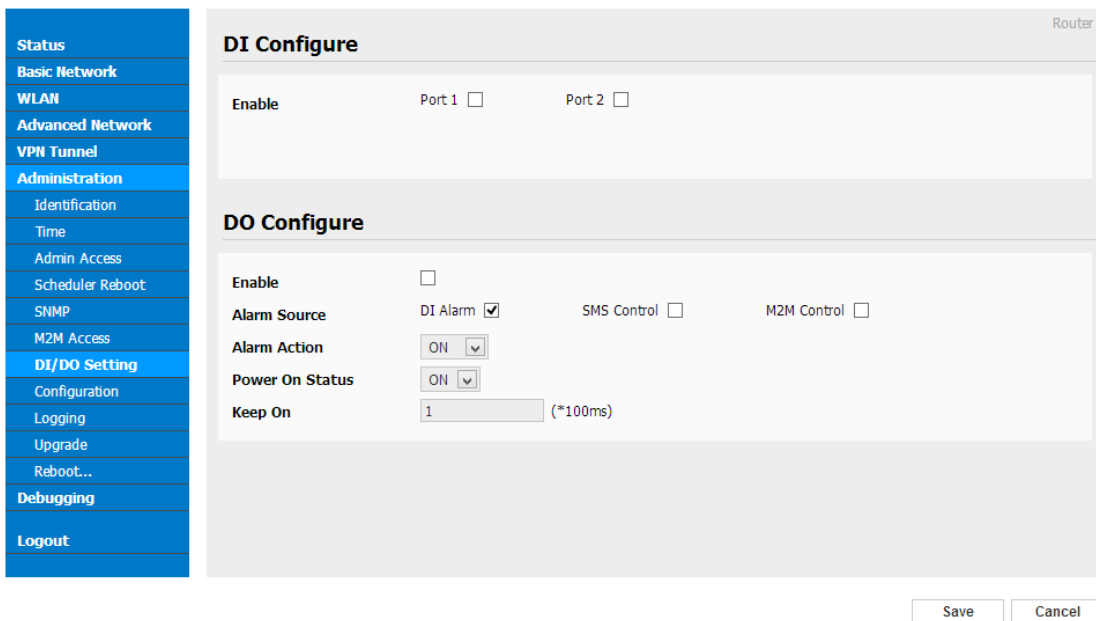 Router
Status
Basic Network
WLAN
Advanced Network
VPN Tunnel
Administration
Identification
Time
Admin Access
Scheduler Reboot
SNMP
M2M Access
DI/DO Setting
Configuration
Logging
Upgrade
Reboot...
Debugging
Logout
DI Configure
Enable Port 1 Port 2
DO Configure
Enable
Alarm Source DI Alarm SMS Control M2M Control
Alarm Action ON
Power On Status ON
Keep On 1 (*100ms)
Save Cancel